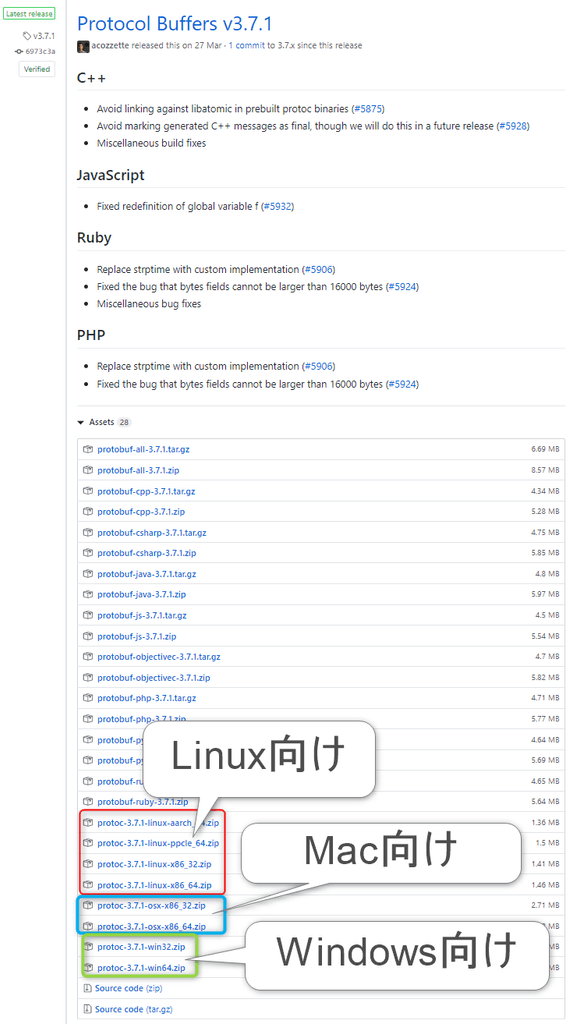 Latest release
v3.7.1
6973c3a
Verified
Protocol Buffers v3.7.1
acozzette released this on 27 Mar · 1 commit to 3.7.x since this release
C++
Avoid linking against libatomic in prebuilt protoc binaries (#5875)
Avoid marking generated C++ messages as final, though we will do this in a future release (#5928)
Miscellaneous build fixes
JavaScript
Fixed redefinition of global variable f (#5932)
Ruby
Replace strptime with custom implementation (#5906)
Fixed the bug that bytes fields cannot be larger than 16000 bytes (#5924)
Miscellaneous bug fixes
PHP
Replace strptime with custom implementation (#5906)
Fixed the bug that bytes fields cannot be larger than 16000 bytes (#5924)
Assets 28
protobuf-all-3.7.1.tar.gz 6.69 MB
protobuf-all-3.7.1.zip 8.57 MB
protobuf-cpp-3.7.1.tar.gz 4.34 MB
protobuf-cpp-3.7.1.zip 5.28 MB
protobuf-csharp-3.7.1.tar.gz 4.75 MB
protobuf-csharp-3.7.1.zip 5.85 MB
protobuf-java-3.7.1.tar.gz 4.8 MB
protobuf-java-3.7.1.zip 5.97 MB
protobuf-js-3.7.1.tar.gz 4.5 MB
protobuf-js-3.7.1.zip 5.54 MB
protobuf-objectivec-3.7.1.tar.gz 4.7 MB
protobuf-objectivec-3.7.1.zip 5.82 MB
protobuf-php-3.7.1.tar.gz 4.71 MB
protobuf-php-3.7.1.zip 5.77 MB
protobuf-py 4.64 MB
protobuf-py 5.69 MB
protobuf-ru 4.65 MB
Linux向け
protobuf-ruby-3.7.1.zip 5.64 MB
protoc-3.7.1-linux-aarch_ 4.zip 1.36 MB
protoc-3.7.1-linux-ppcle_64.zip 1.5 MB
protoc-3.7.1-linux-x86_32.zip 1.41 MB
Mac向け
protoc-3.7.1-linux-x86_64.zip 1.46 MB
protoc-3.7.1-osx-x86_32.zip 2.71 MB
protoc-3.7.1-osx-x86_64.zip MB
protoc-3.7.1-win32.zip MB
Windows向け
protoc-3.7.1-win64.zip MB
Source code (zip)
Source code (tar.gz)